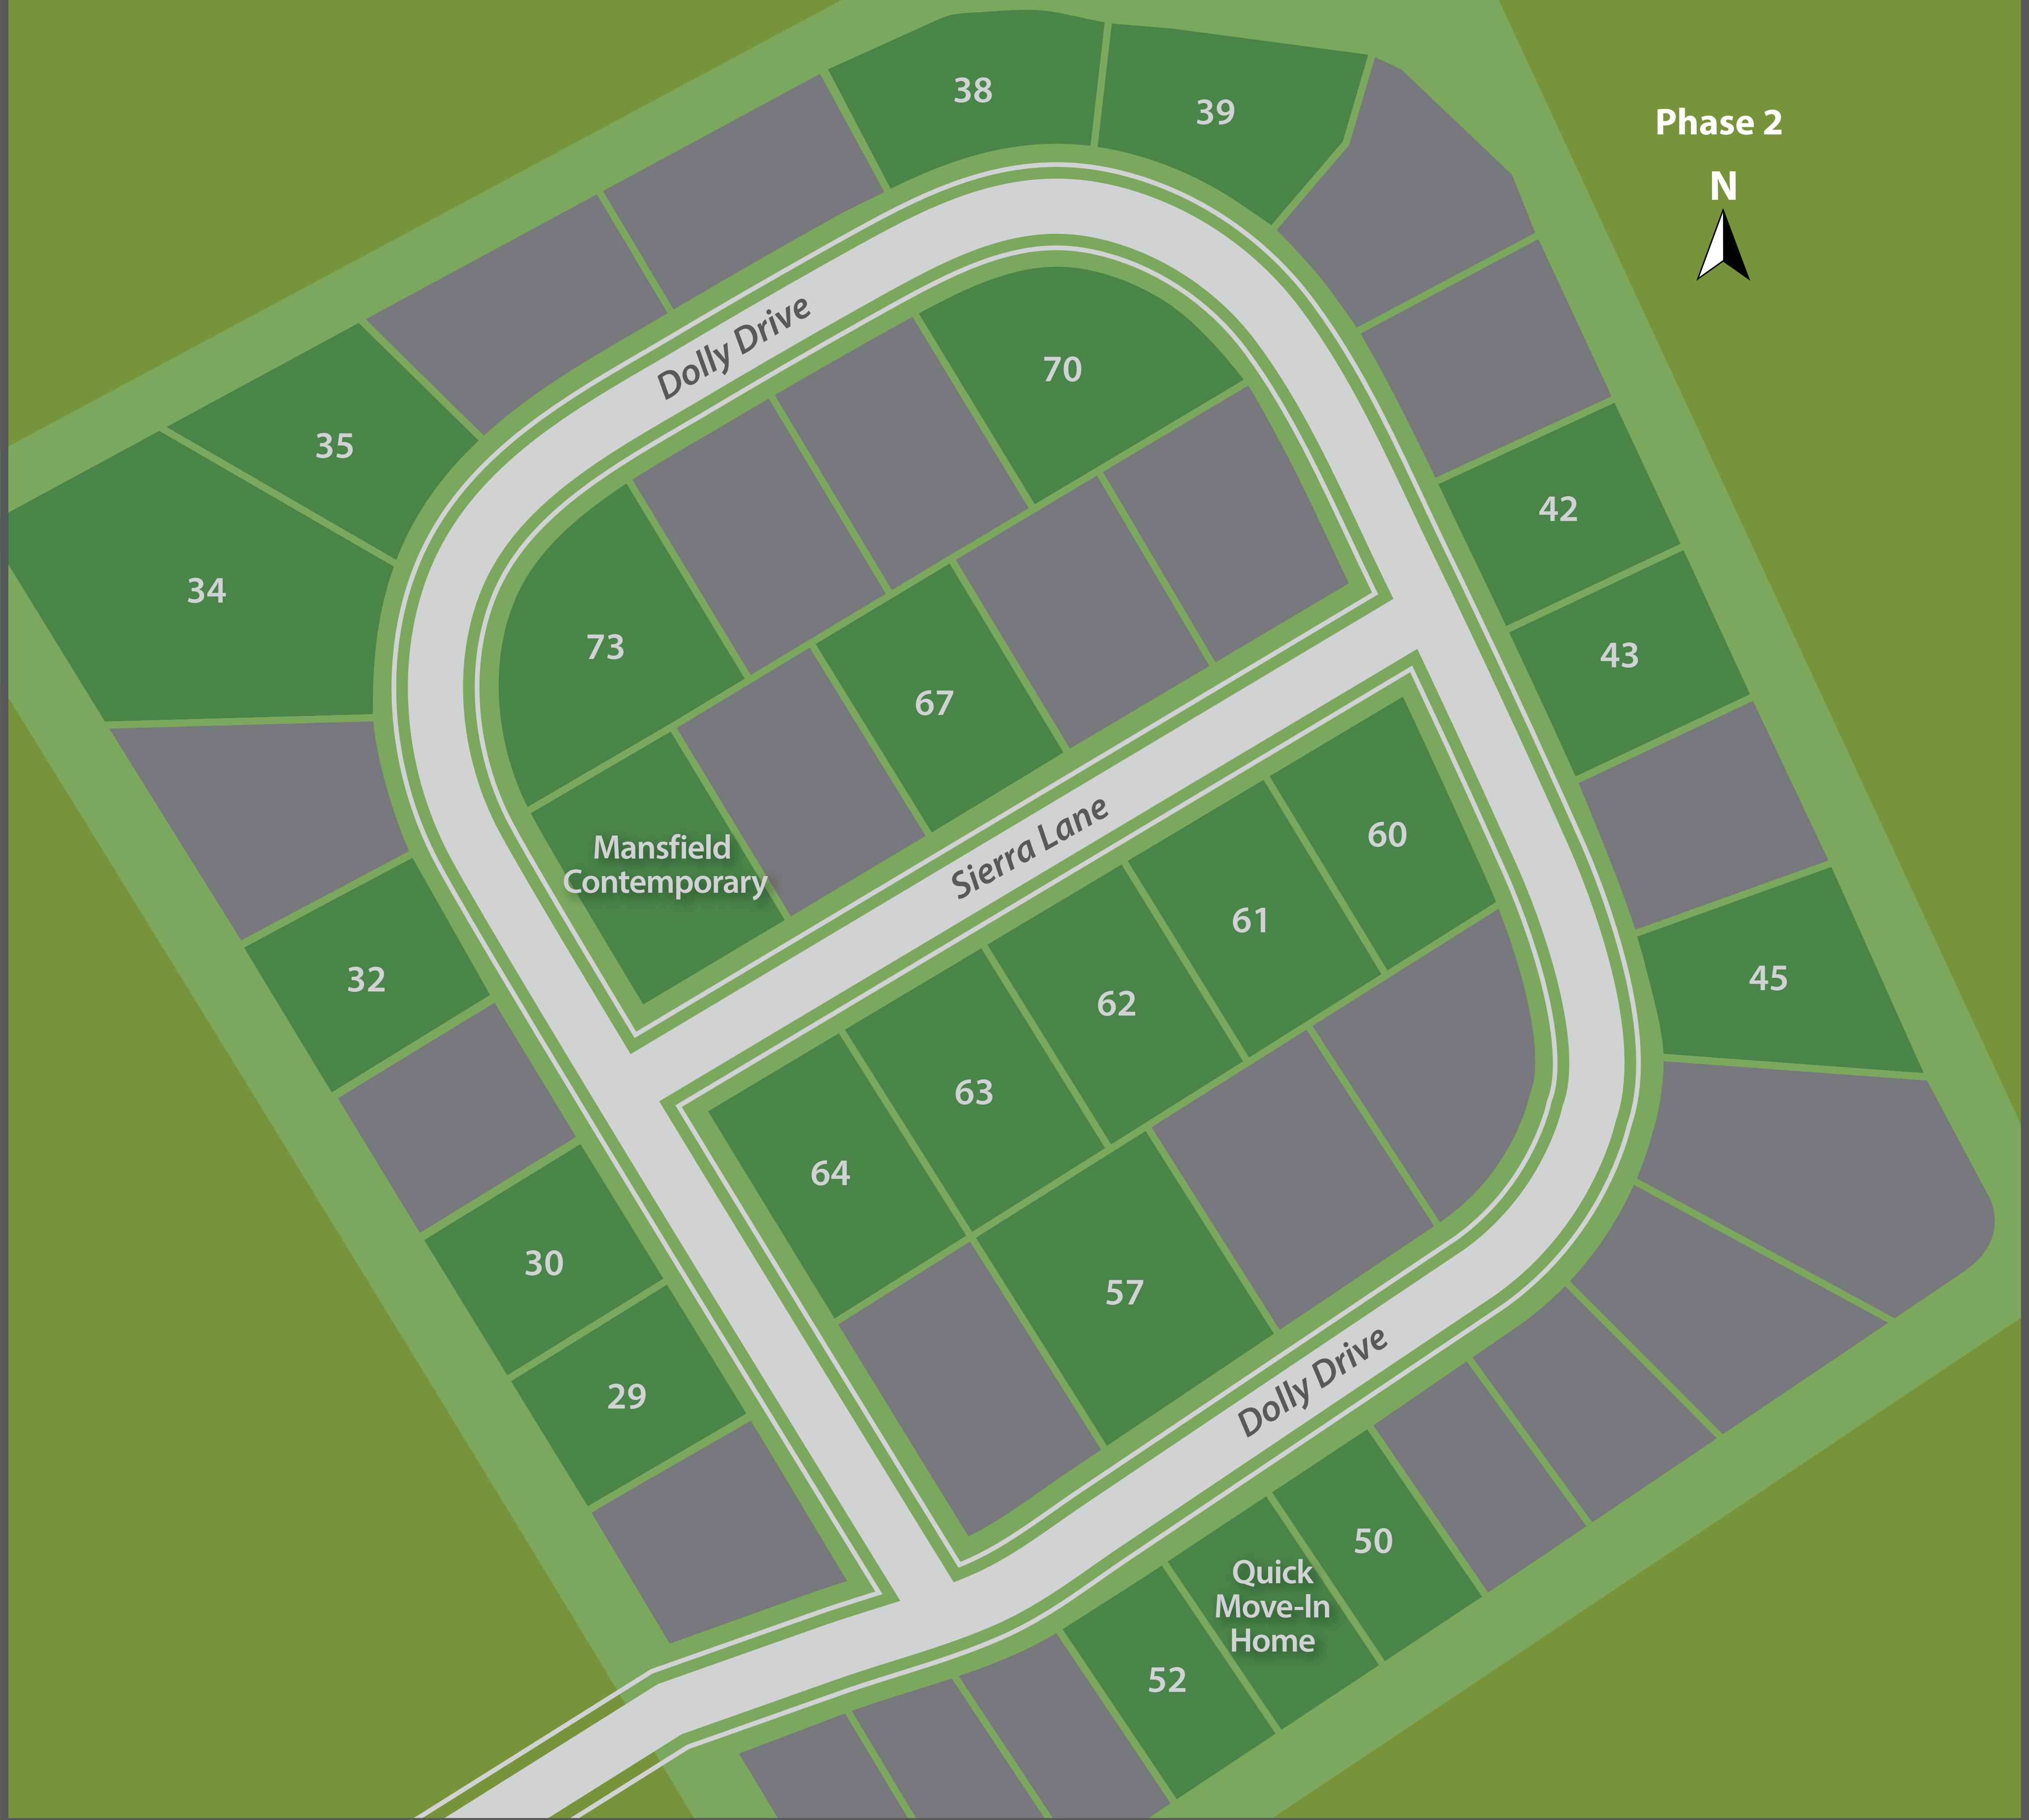 38
39
Phase 2
N
Dolly Drive
70
35
42
34
73
43
67
Mansfield
Contemporary
Sierra Lane
60
61
32
45
62
63
64
30
57
29
Dolly Drive
50
Quick
Move-In
Home
52